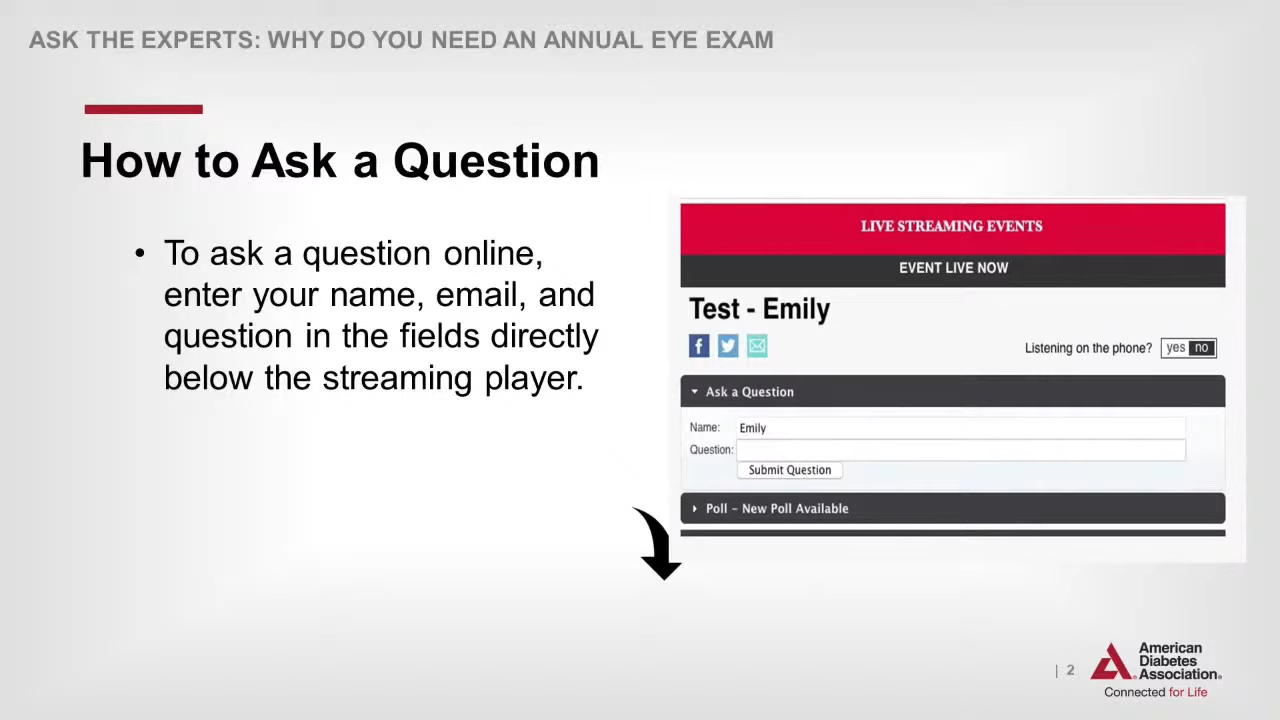 ASK THE EXPERTS: WHY DO YOU NEED AN ANNUAL EYE EXAM
How to Ask a Question
• To ask a question online,
enter your name, email, and
question in the fields directly
below the streaming player.
LIVE STREAMING EVENTS
EVENT LIVE NOW
Test - Emily
Listening on the phone? yes no
Ask a Question
Name: Emily
Question:
Submit Question
Poll – New Poll Available
| 2
American
Diabetes
Association®
Connected for Life